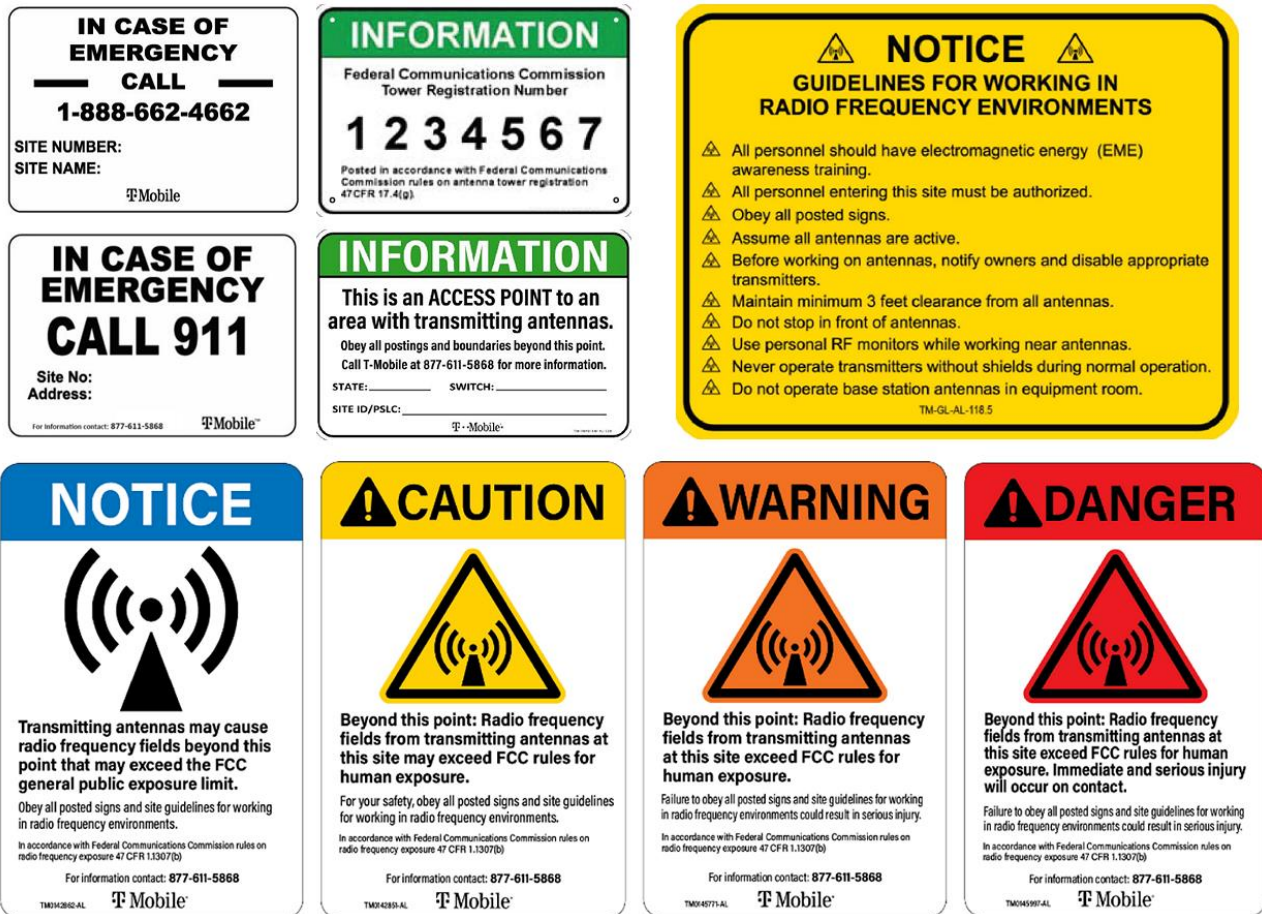 IN CASE OF
EMERGENCY
CALL
1-888-662-4662
SITE NUMBER:
SITE NAME:
T Mobile
INFORMATION
Federal Communications Commission
Tower Registration Number
1 2 3 4 5 6 7
Posted in accordance with Federal Communications
Commission rules on antenna tower registration
47CFR 17.4(g).
NOTICE
GUIDELINES FOR WORKING IN
RADIO FREQUENCY ENVIRONMENTS
All personnel should have electromagnetic energy (EME)
awareness training.
All personnel entering this site must be authorized.
Obey all posted signs.
Assume all antennas are active.
Before working on antennas, notify owners and disable appropriate
transmitters.
Maintain minimum 3 feet clearance from all antennas.
Do not stop in front of antennas.
Use personal RF monitors while working near antennas.
Never operate transmitters without shields during normal operation.
Do not operate base station antennas in equipment room.
TM-GL-AL-118.5
IN CASE OF
EMERGENCY
CALL 911
Site No:
Address:
For information contact: 877-611-5868 T Mobile™
INFORMATION
This is an ACCESS POINT to an
area with transmitting antennas.
Obey all postings and boundaries beyond this point.
Call T-Mobile at 877-611-5868 for more information.
STATE: SWITCH:
SITE ID/PSLC:
T··Mobile·
NOTICE
Transmitting antennas may cause
radio frequency fields beyond this
point that may exceed the FCC
general public exposure limit.
Obey all posted signs and site guidelines for working
in radio frequency environments.
In accordance with Federal Communications Commission rules on
radio frequency exposure 47 CFR 1.1307(b)
For information contact: 877-611-5868
TM0142862-AL T Mobile
CAUTION
Beyond this point: Radio frequency
fields from transmitting antennas at
this site may exceed FCC rules for
human exposure.
For your safety, obey all posted signs and site guidelines
for working in radio frequency environments.
In accordance with Federal Communications Commission rules on
radio frequency exposure 47 CFR 1.1307(b)
For information contact: 877-611-5868
TM0142851-AL T Mobile
WARNING
Beyond this point: Radio frequency
fields from transmitting antennas
at this site exceed FCC rules for
human exposure.
Failure to obey all posted signs and site guidelines for working
in radio frequency environments could result in serious injury.
In accordance with Federal Communications Commission rules on
radio frequency exposure 47 CFR 1.1307(b)
For information contact: 877-611-5868
TM0145771-AL T Mobile
DANGER
Beyond this point: Radio frequency
fields from transmitting antennas at
this site exceed FCC rules for human
exposure. Immediate and serious injury
will occur on contact.
Failure to obey all posted signs and site guidelines for working
in radio frequency environments could result in serious injury.
In accordance with Federal Communications Commission rules on
radio frequency exposure 47 CFR 1.1307(b)
For information contact: 877-611-5868
TM0145997-AL T Mobile